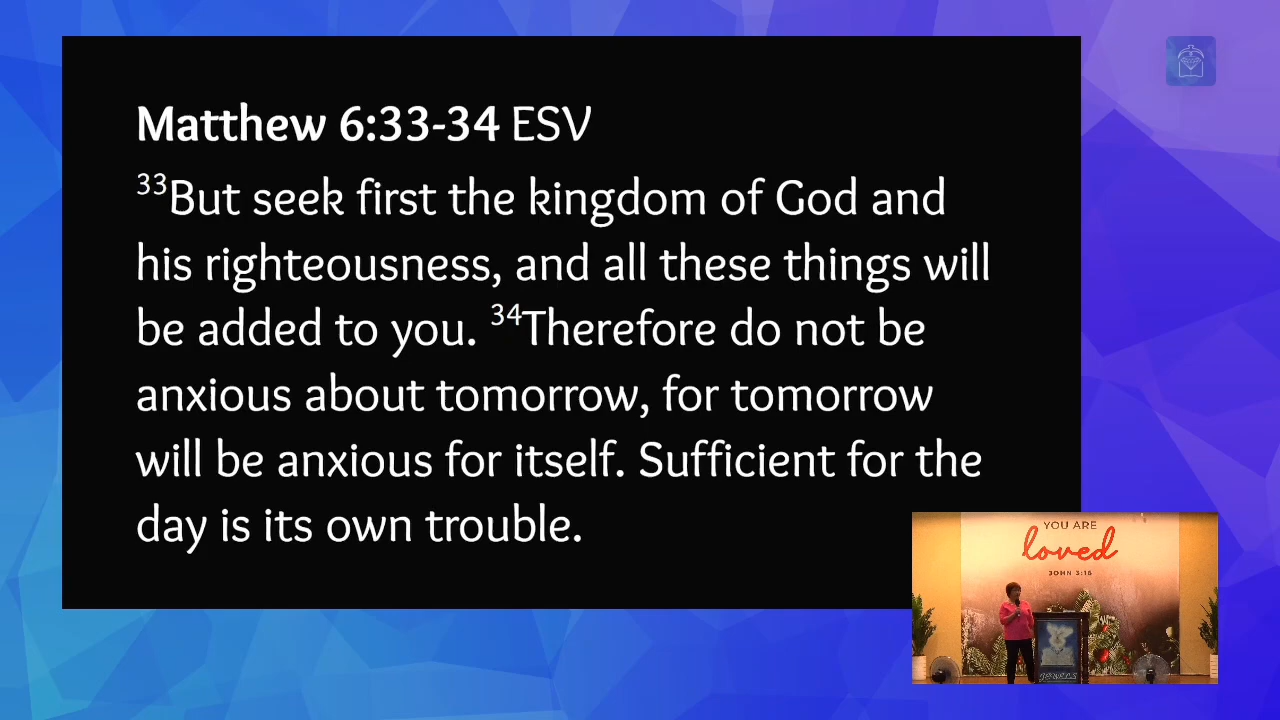 Matthew 6:33-34 ESV
³³But seek first the kingdom of God and
his righteousness, and all these things will
be added to you. ³⁴Therefore do not be
anxious about tomorrow, for tomorrow
will be anxious for itself. Sufficient for the
day is its own trouble.
YOU ARE
loved
JOHN 3:16
JEWELS